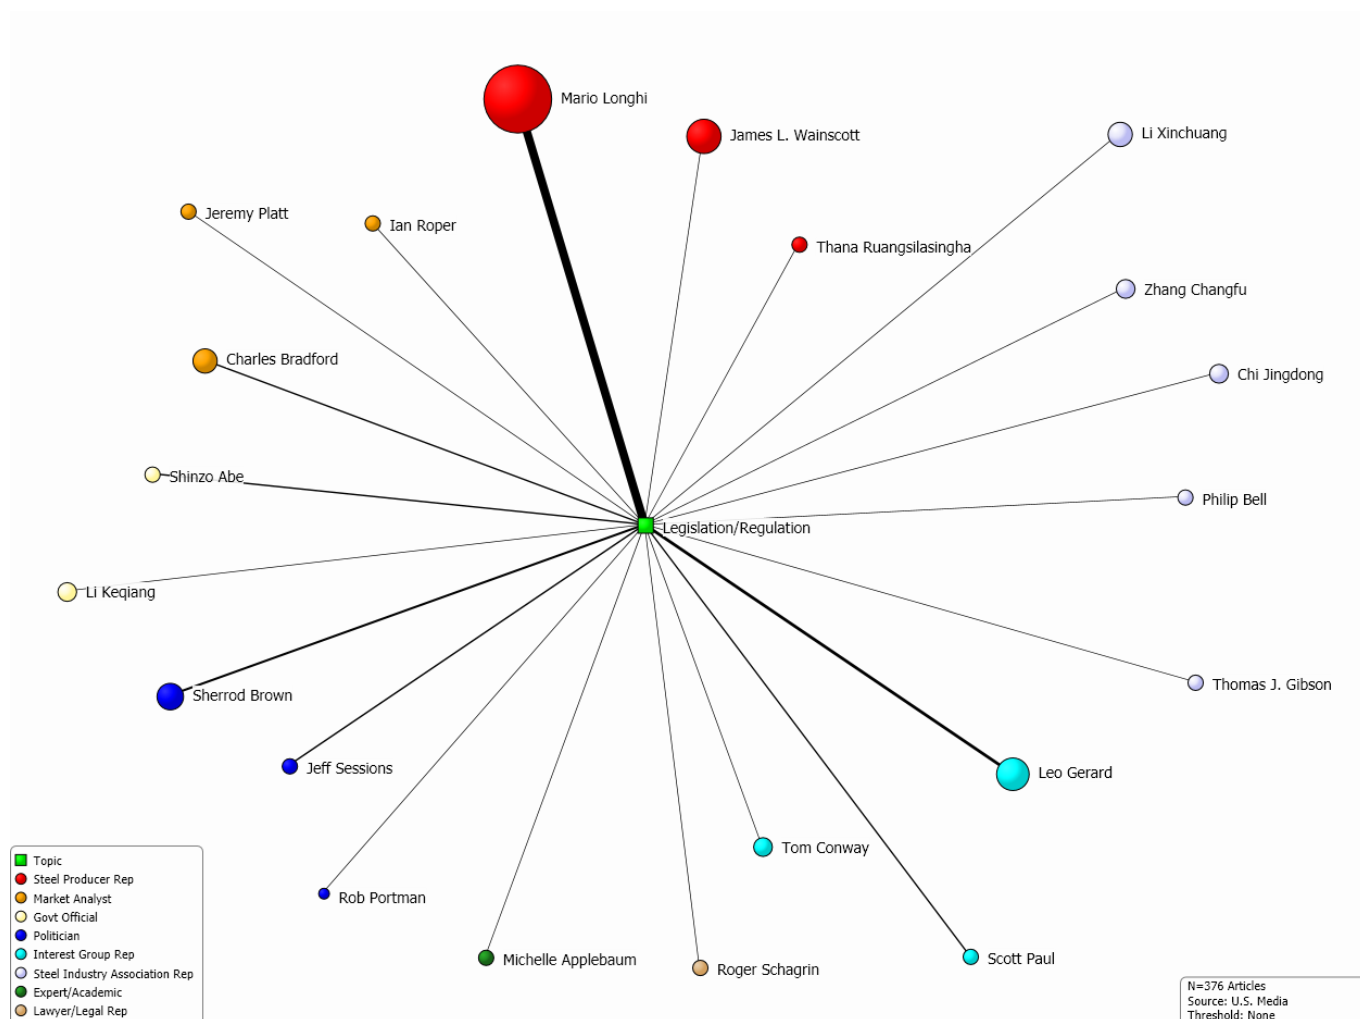 Mario Longhi
James L. Wainscott
Li Xinchuang
Jeremy Platt
Ian Roper
Thana Ruangsilasingha
Zhang Changfu
Charles Bradford
Chi Jingdong
Shinzo Abe
Philip Bell
Legislation/Regulation
Li Keqiang
Sherrod Brown
Thomas J. Gibson
Jeff Sessions
Leo Gerard
Tom Conway
Rob Portman
Michelle Applebaum
Roger Schagrin
Scott Paul
Topic
Steel Producer Rep
Market Analyst
Govt Official
Politician
Interest Group Rep
Steel Industry Association Rep
Expert/Academic
Lawyer/Legal Rep
N=376 Articles
Source: U.S. Media
Threshold: None